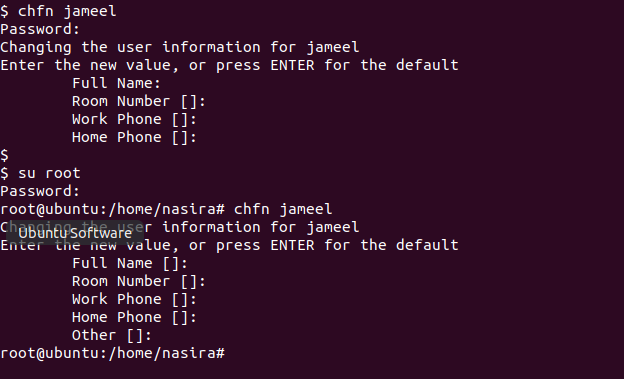 $ chfn jameel
Password:
Changing the user information for jameel
Enter the new value, or press ENTER for the default
Full Name:
Room Number []:
Work Phone []:
Home Phone []:
$
$ su root
Password:
root@ubuntu:/home/nasira# chfn jameel
Changing the user information for jameel
Ubuntu Software
Enter the new value, or press ENTER for the default
Full Name []:
Room Number []:
Work Phone []:
Home Phone []:
Other []:
root@ubuntu:/home/nasira#